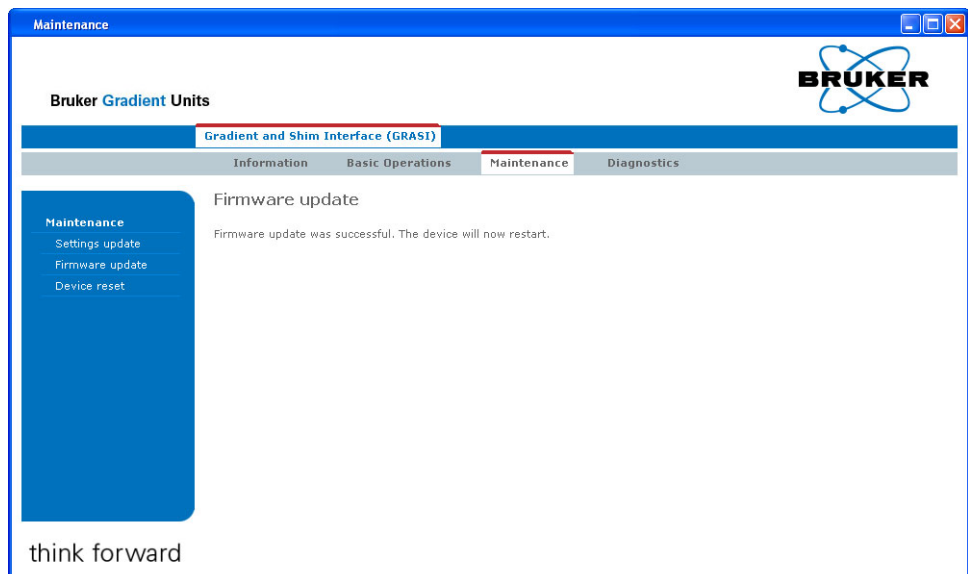 Maintenance
BRUKER
Bruker Gradient Units
Gradient and Shim Interface (GRASI)
Information Basic Operations Maintenance Diagnostics
Firmware update
Firmware update was successful. The device will now restart.
Maintenance
Settings update
Firmware update
Device reset
think forward